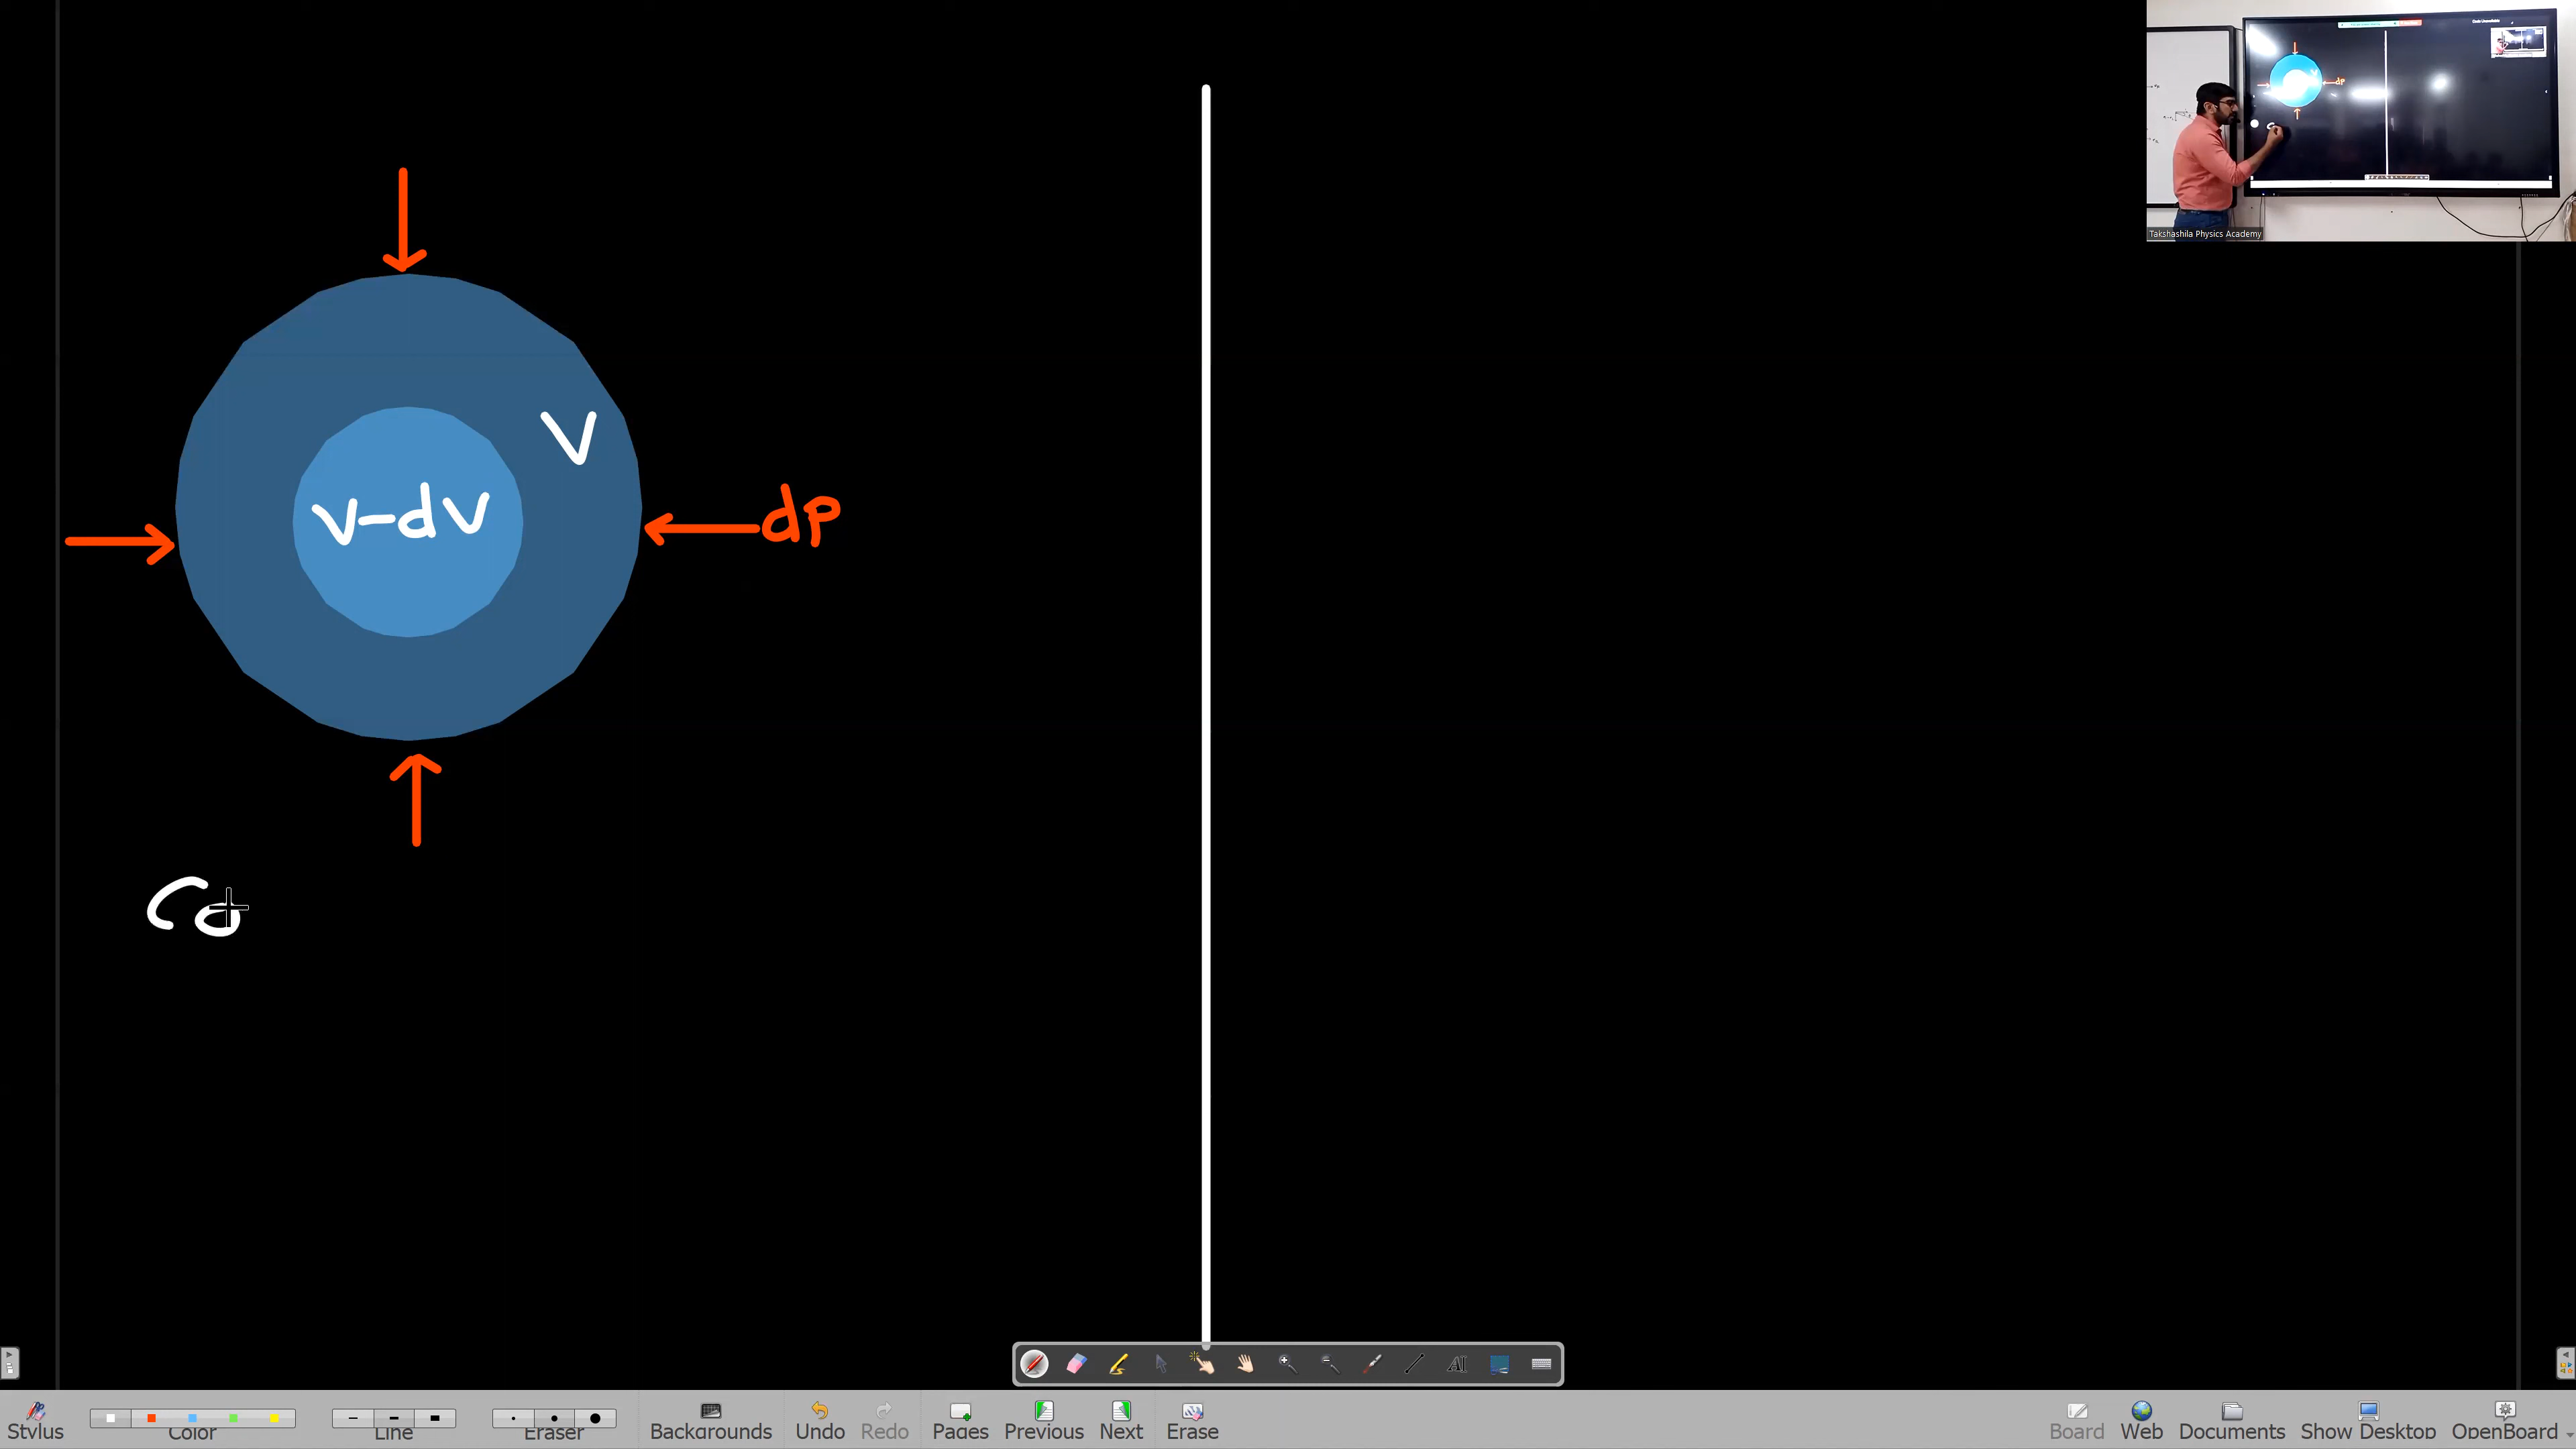 Takshashila Physics Academy
V
V-dV
dP
Stylus
Color
Line
Eraser
Backgrounds
Undo
Redo
Pages
Previous
Next
Erase
Board
Web
Documents
Show Desktop
OpenBoard